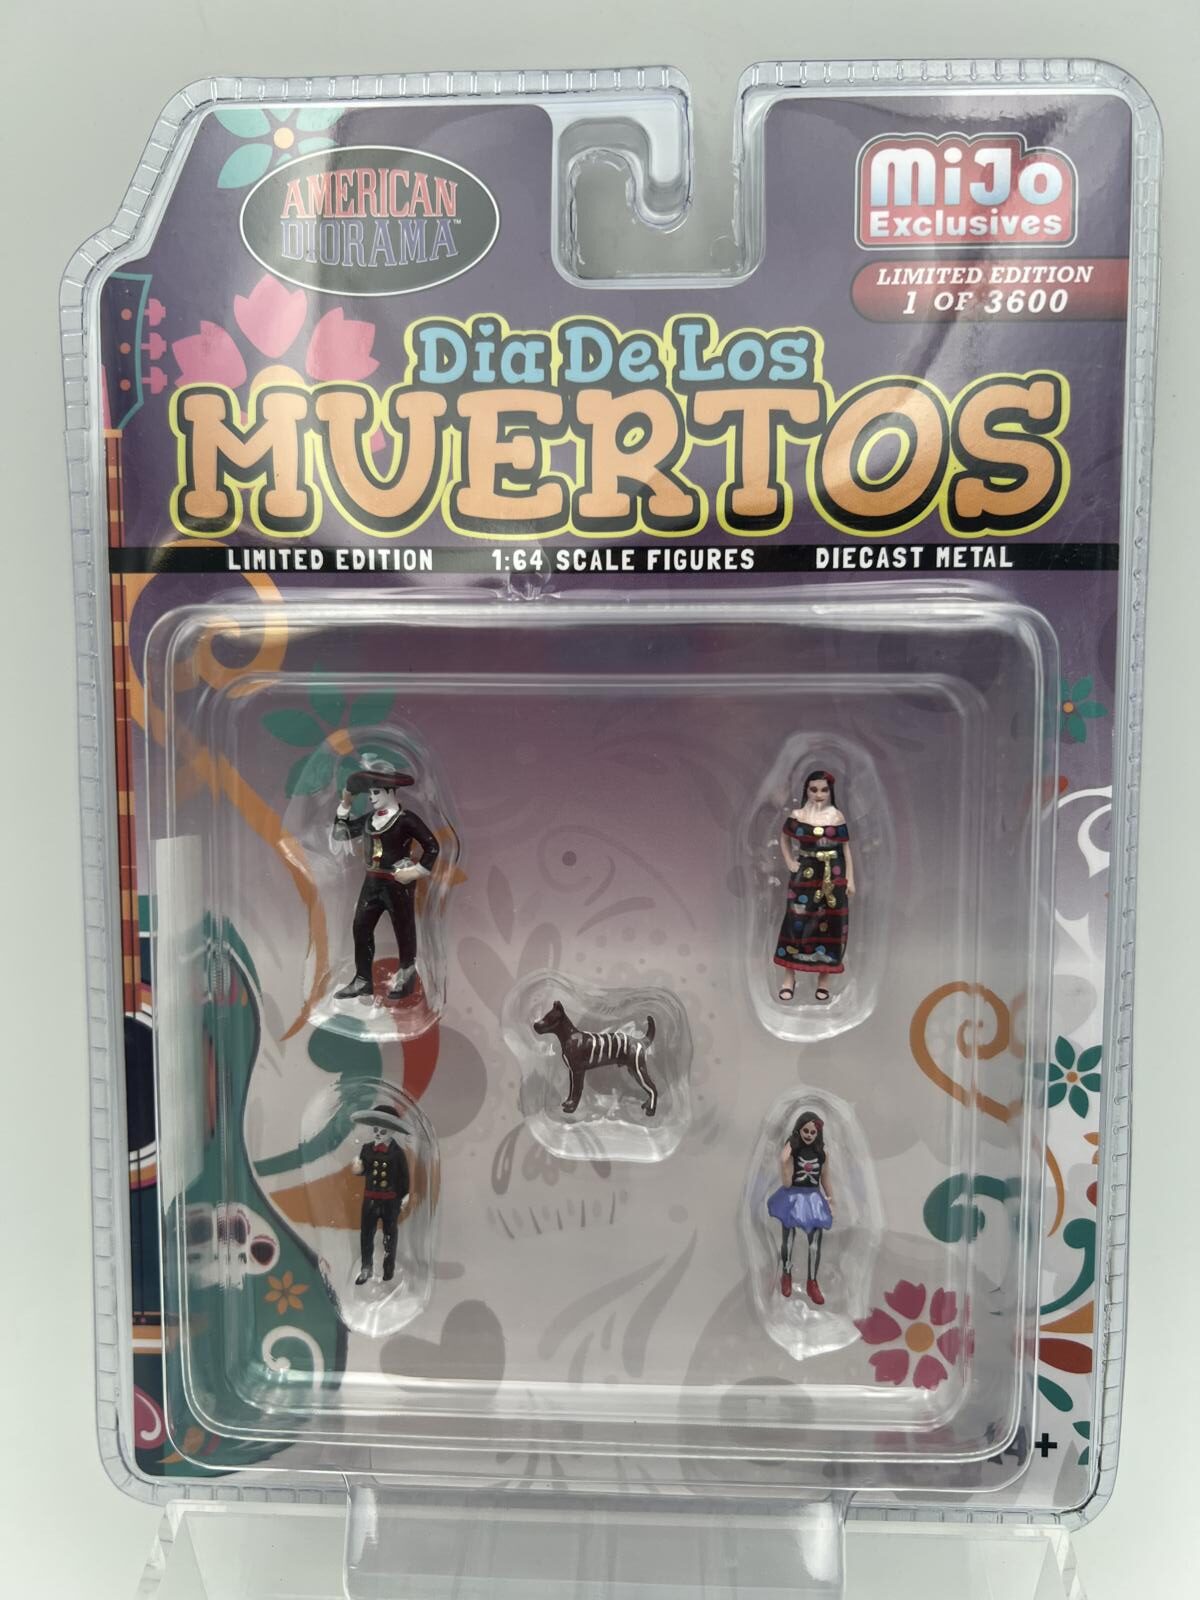 AMERICAN
DIORAMA™
MiJo
Exclusives
LIMITED EDITION
1 OF 3600
Dia De Los
MUERTOS
LIMITED EDITION 1:64 SCALE FIGURES DIECAST METAL